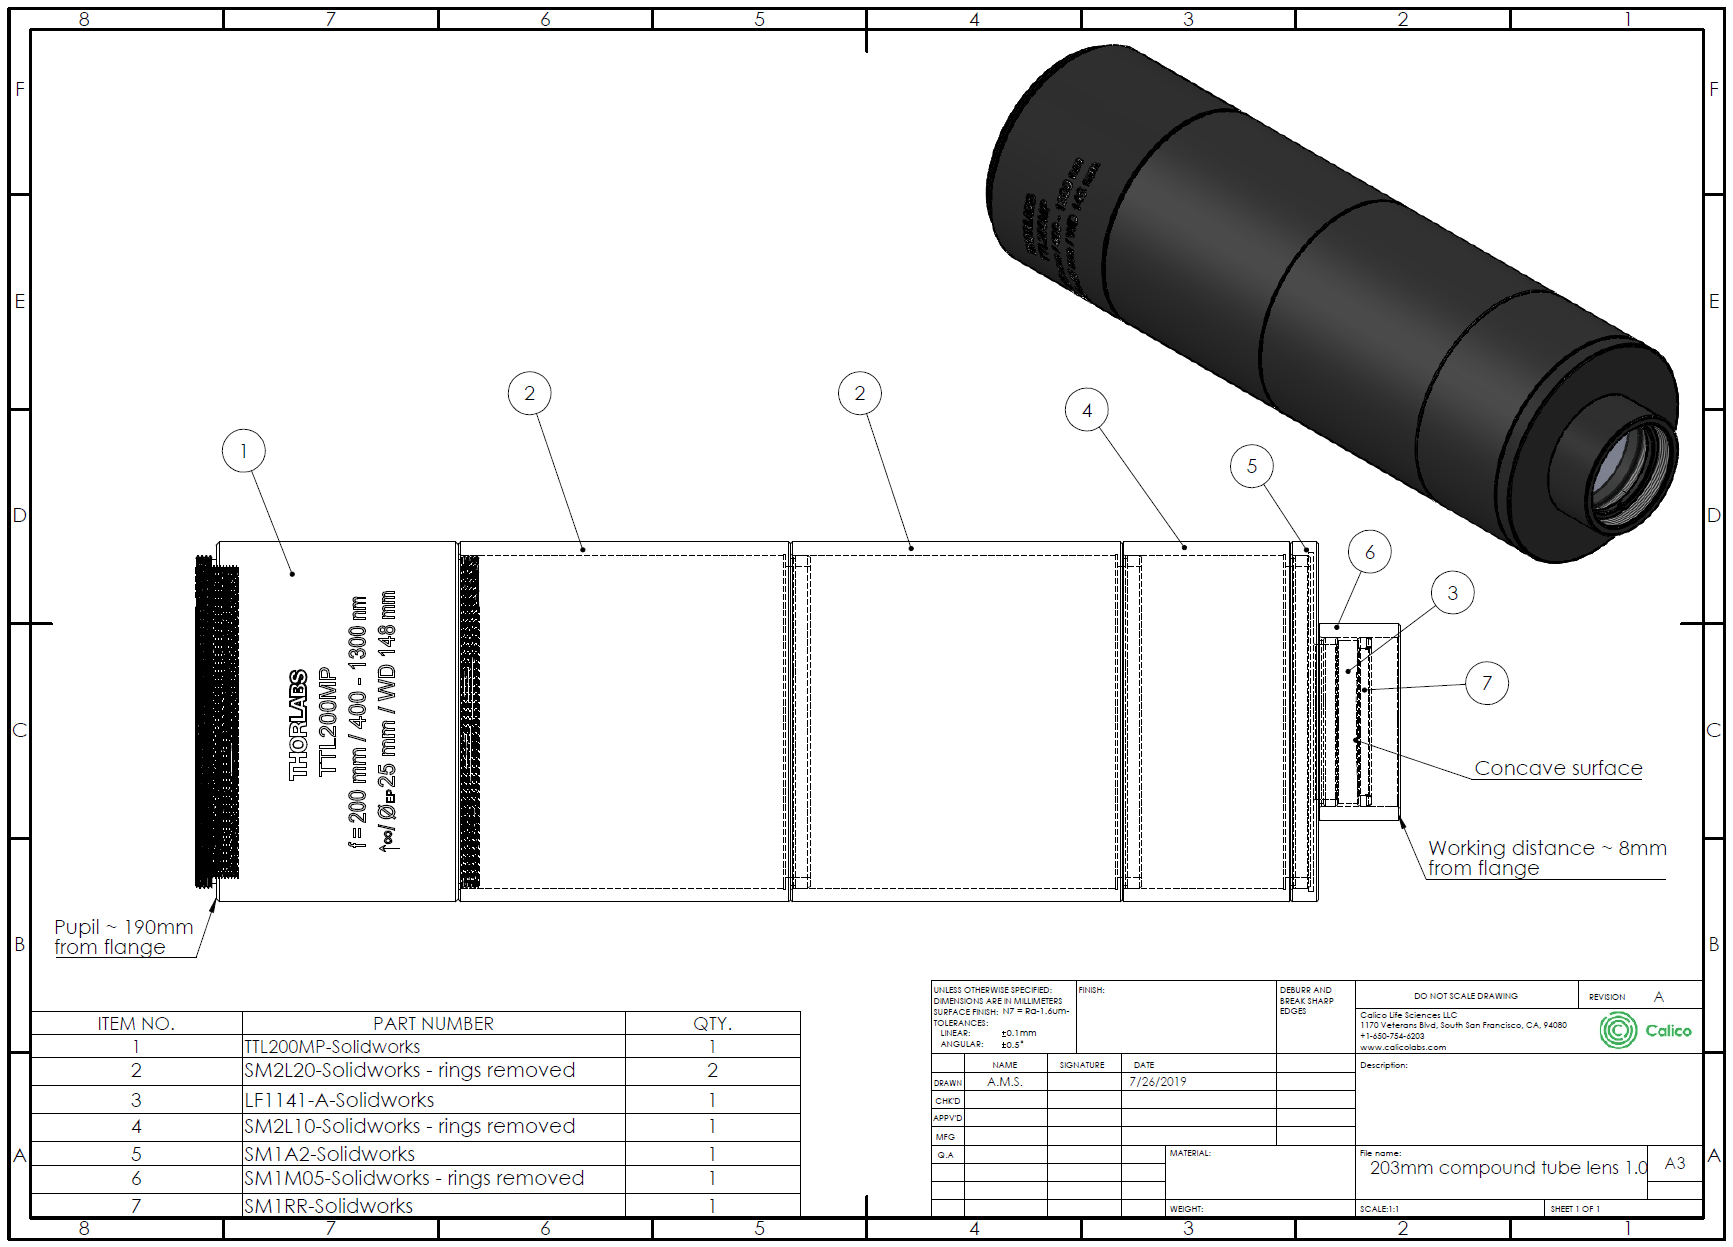 8 7 6 5 4 3 2 1
F F
E E
D D
C C
B B
A A
1
2
2
4
5
6
3
7
THORLABS
TTL200MP
f = 200 mm / 400 - 1300 nm
↑∞/ ØEP 25 mm / WD 148 mm
Concave surface
Working distance ~ 8mm
from flange
Pupil ~ 190mm
from flange
ITEM NO. PART NUMBER QTY.
1 TTL200MP-Solidworks 1
2 SM2L20-Solidworks - rings removed 2
3 LF1141-A-Solidworks 1
4 SM2L10-Solidworks - rings removed 1
5 SM1A2-Solidworks 1
6 SM1M05-Solidworks - rings removed 1
7 SM1RR-Solidworks 1
UNLESS OTHERWISE SPECIFIED:
DIMENSIONS ARE IN MILLIMETERS
SURFACE FINISH: N7 = Ra-1.6um-
TOLERANCES:
LINEAR: ±0.1mm
ANGULAR: ±0.5°
FINISH:
DEBURR AND
BREAK SHARP
EDGES
DO NOT SCALE DRAWING
REVISION A
Calico Life Sciences LLC
1170 Veterans Blvd, South San Francisco, CA, 94080
+1-650-754-6203
www.calicolabs.com
Calico
NAME SIGNATURE DATE
DRAWN A.M.S. 7/26/2019
CHK'D
APPV'D
MFG
Q.A
MATERIAL:
WEIGHT:
Description:
File name:
203mm compound tube lens 1.0
A3
SCALE:1:1
SHEET 1 OF 1
8 7 6 5 4 3 2 1